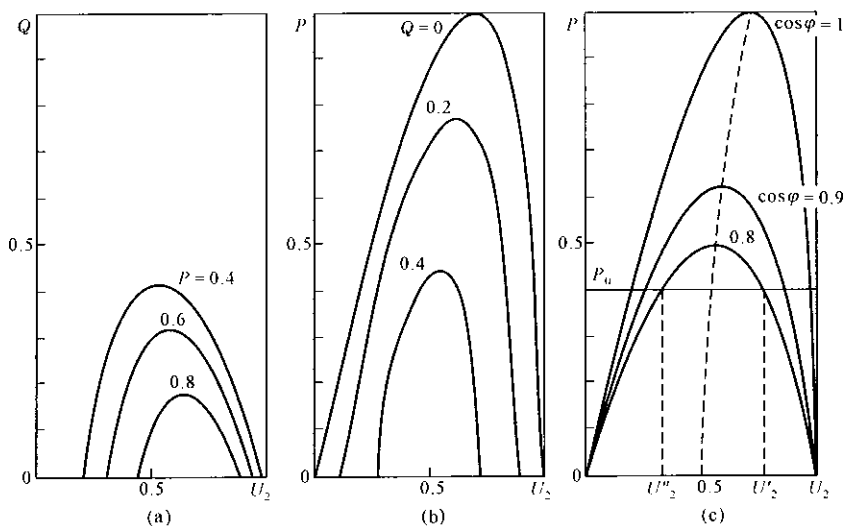 Q
0.5
0
P = 0.4
0.6
0.8
0.5
U₂
(a)
P
0.5
0
Q = 0
0.2
0.4
0.5
U₂
(b)
P
0.5
P₀
0
cosφ = 1
cosφ = 0.9
0.8
U″₂
0.5
U′₂
U₂
(c)